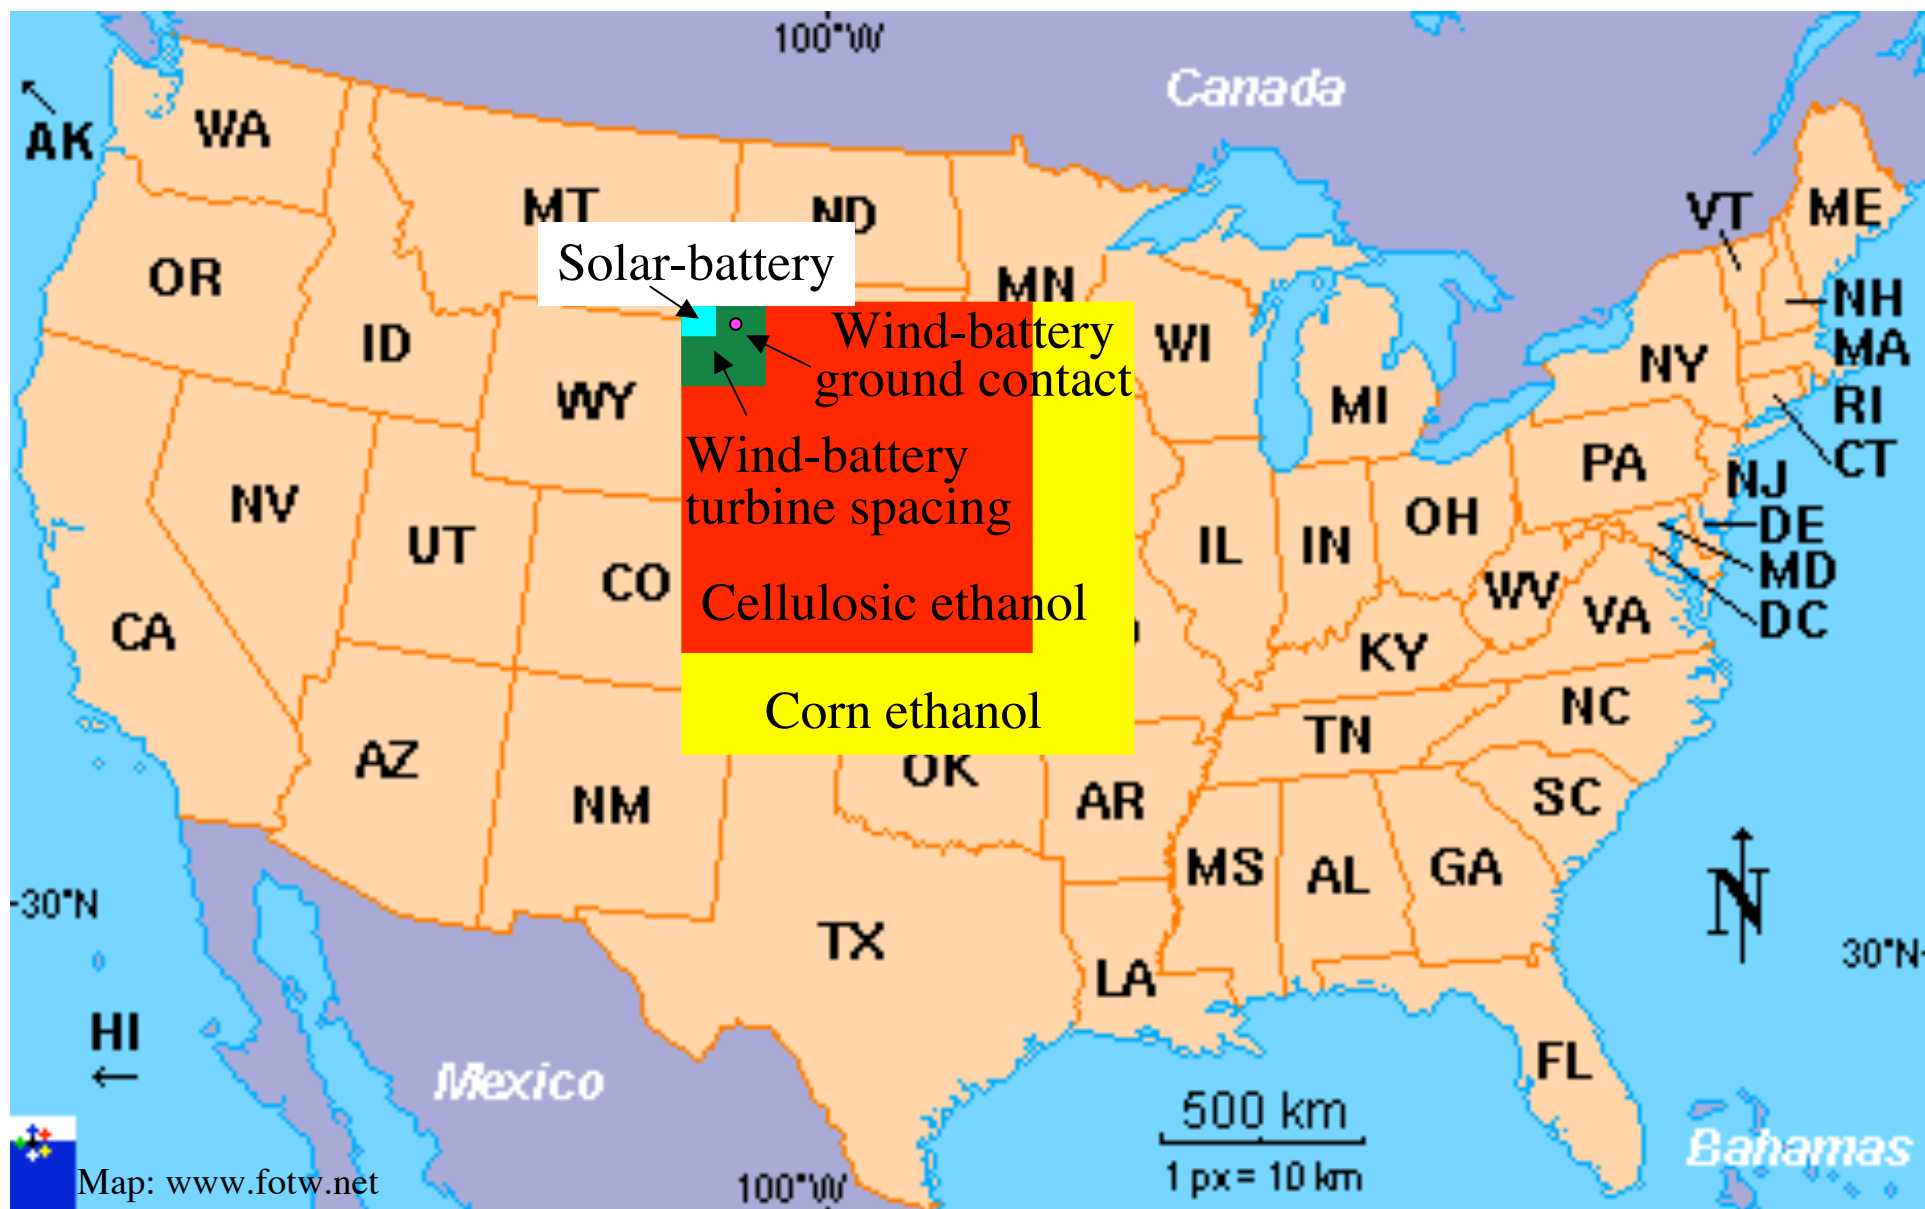 100°W
Canada
AK
WA
MT
ND
VT
ME
OR
Solar-battery
MN
NH
ID
Wind-battery
ground contact
WI
NY
MA
WY
MI
RI
Wind-battery
turbine spacing
PA
CT
NJ
NV
UT
IL
IN
OH
DE
MD
CO
Cellulosic ethanol
WV
VA
DC
CA
KY
Corn ethanol
NC
TN
AZ
OK
NM
AR
SC
MS
AL
GA
30°N
TX
LA
30°N
HI
FL
Mexico
500 km
1 px = 10 km
Bahamas
N
Map: www.fotw.net
100°W